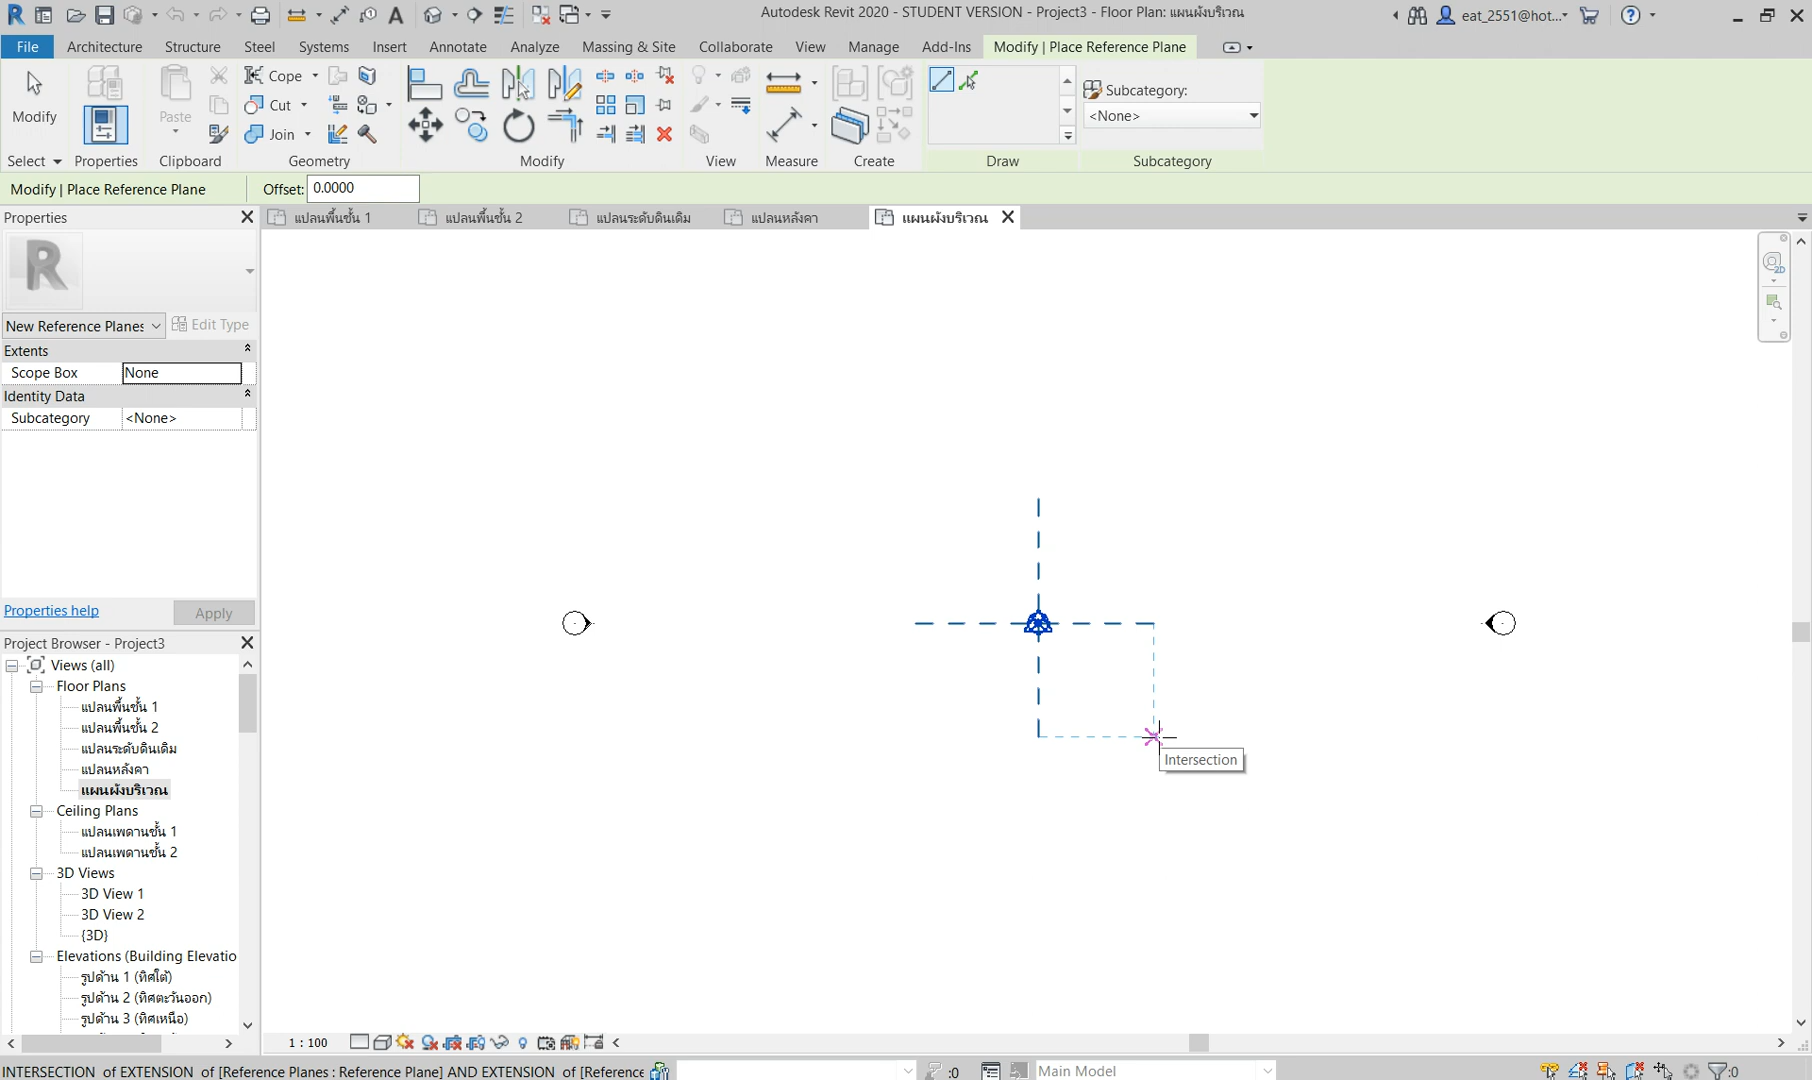 Autodesk Revit 2020 - STUDENT VERSION - Project3 - Floor Plan: แผนผังบริเวณ
eat_2551@hot...
File Architecture Structure Steel Systems Insert Annotate Analyze Massing & Site Collaborate View Manage Add-Ins Modify | Place Reference Plane
Modify
Paste
Cope
Cut
Join
Subcategory:
<None>
Select Properties Clipboard Geometry Modify View Measure Create Draw Subcategory
Modify | Place Reference Plane Offset: 0.0000
Properties
แปลนพื้นชั้น 1 แปลนพื้นชั้น 2 แปลนระดับดินเดิม แปลนหลังคา แผนผังบริเวณ
New Reference Planes Edit Type
Extents
Scope Box None
Identity Data
Subcategory <None>
Properties help Apply
Project Browser - Project3
Views (all)
Floor Plans
แปลนพื้นชั้น 1
แปลนพื้นชั้น 2
แปลนระดับดินเดิม
แปลนหลังคา
แผนผังบริเวณ
Ceiling Plans
แปลนเพดานชั้น 1
แปลนเพดานชั้น 2
3D Views
3D View 1
3D View 2
{3D}
Elevations (Building Elevatio
รูปด้าน 1 (ทิศใต้)
รูปด้าน 2 (ทิศตะวันออก)
รูปด้าน 3 (ทิศเหนือ)
Intersection
2D
1 : 100
INTERSECTION of EXTENSION of [Reference Planes : Reference Plane] AND EXTENSION of [Reference
:0
Main Model
:0